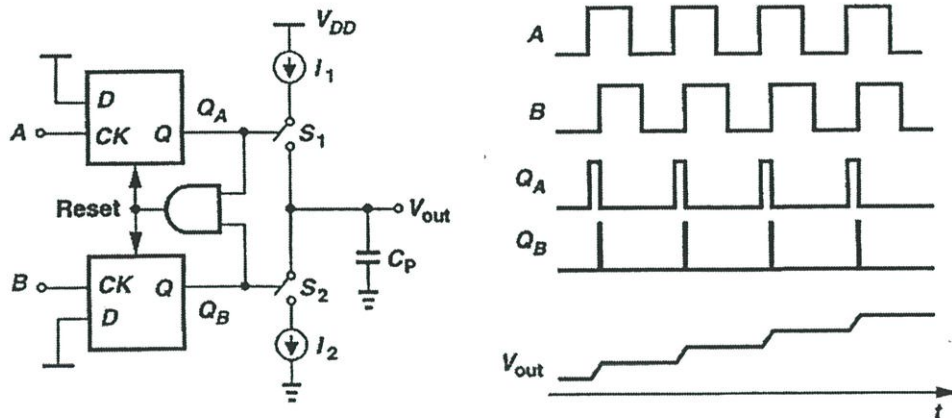 V_DD
I_1
D
Q_A
A
CK
Q
S_1
Reset
V_out
C_P
B
CK
Q
Q_B
S_2
D
I_2
A
B
Q_A
Q_B
V_out
t